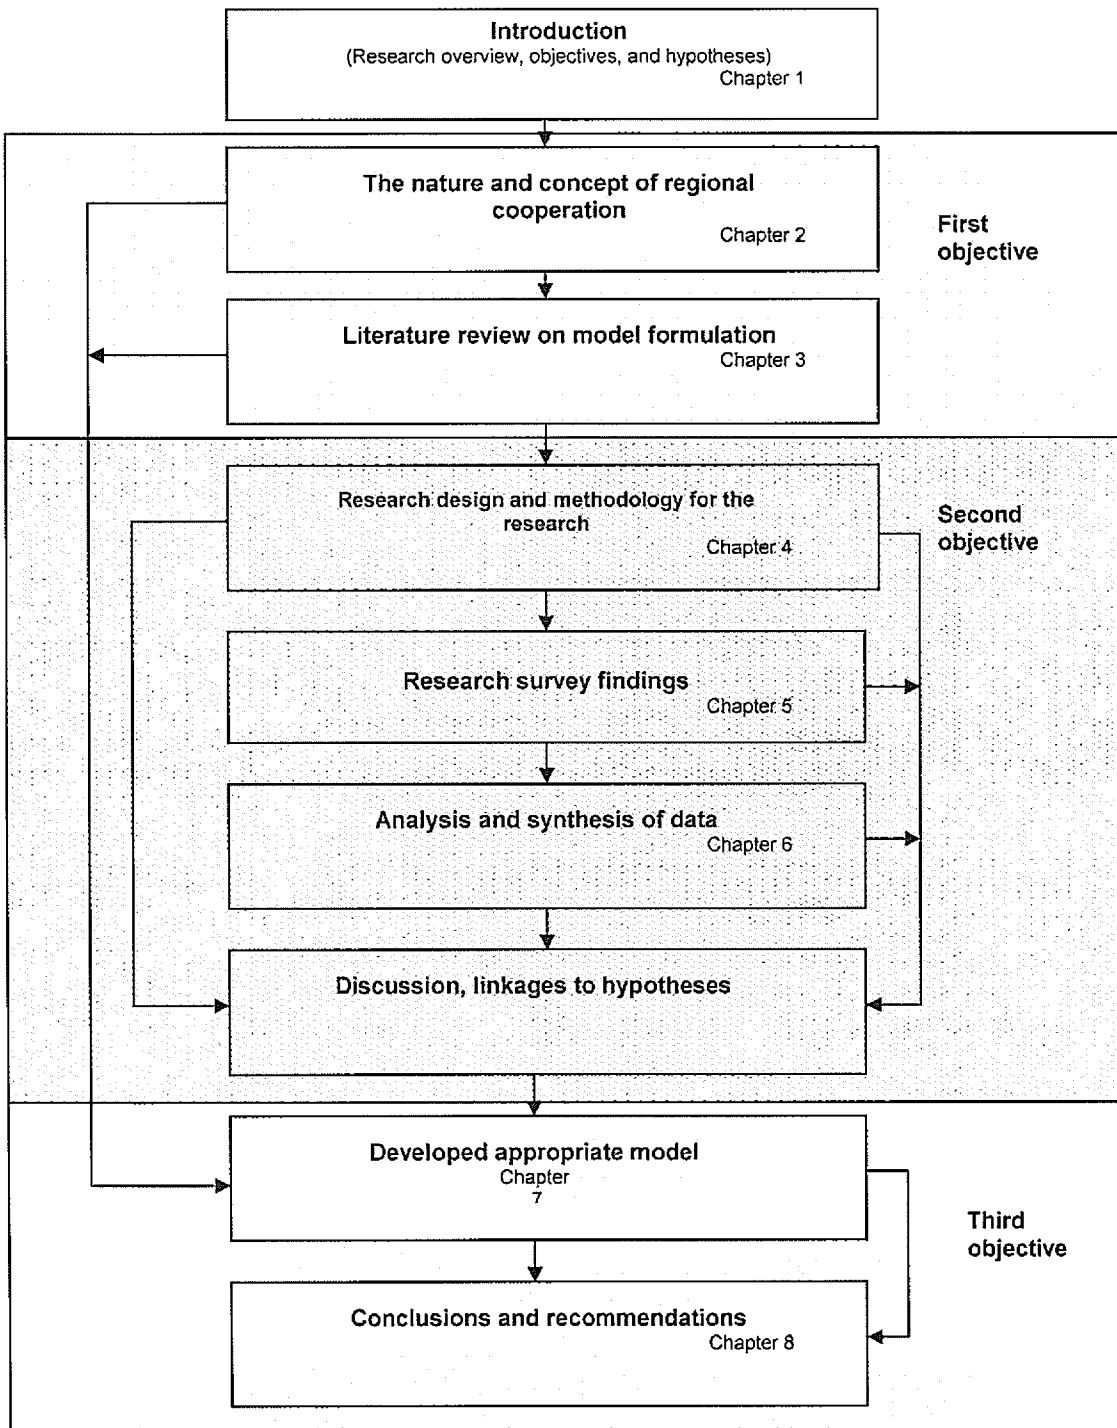 Introduction
(Research overview, objectives, and hypotheses)
Chapter 1
The nature and concept of regional
cooperation
Chapter 2
First
objective
Literature review on model formulation
Chapter 3
Research design and methodology for the
research
Chapter 4
Second
objective
Research survey findings
Chapter 5
Analysis and synthesis of data
Chapter 6
Discussion, linkages to hypotheses
Developed appropriate model
Chapter
7
Third
objective
Conclusions and recommendations
Chapter 8